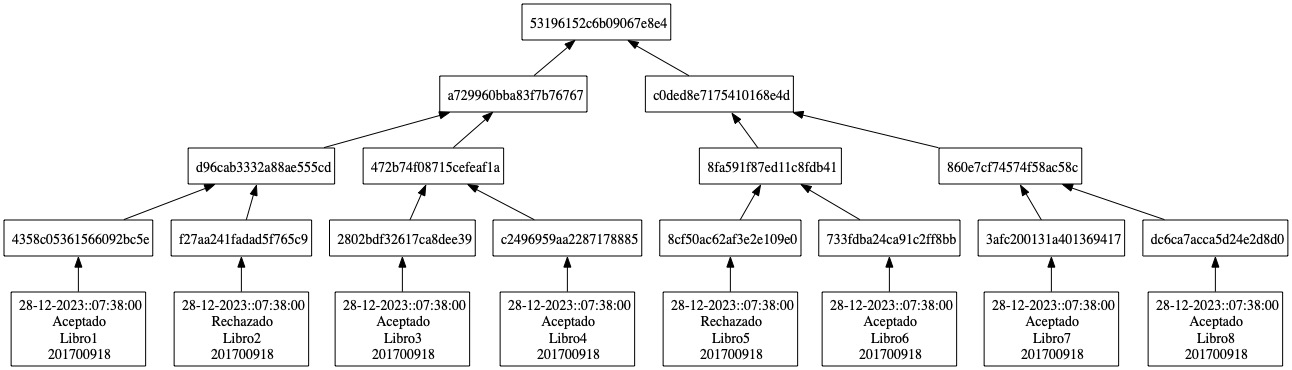 53196152c6b09067e8e4
a729960bba83f7b76767
c0ded8e7175410168e4d
d96cab3332a88ae555cd
472b74f08715cefeaf1a
8fa591f87ed11c8fdb41
860e7cf74574f58ac58c
4358c05361566092bc5e
f27aa241fadad5f765c9
2802bdf32617ca8dee39
c2496959aa2287178885
8cf50ac62af3e2e109e0
733fdba24ca91c2ff8bb
3afc200131a401369417
dc6ca7acca5d24e2d8d0
28-12-2023::07:38:00
Aceptado
Libro1
201700918
28-12-2023::07:38:00
Rechazado
Libro2
201700918
28-12-2023::07:38:00
Aceptado
Libro3
201700918
28-12-2023::07:38:00
Aceptado
Libro4
201700918
28-12-2023::07:38:00
Rechazado
Libro5
201700918
28-12-2023::07:38:00
Aceptado
Libro6
201700918
28-12-2023::07:38:00
Aceptado
Libro7
201700918
28-12-2023::07:38:00
Aceptado
Libro8
201700918